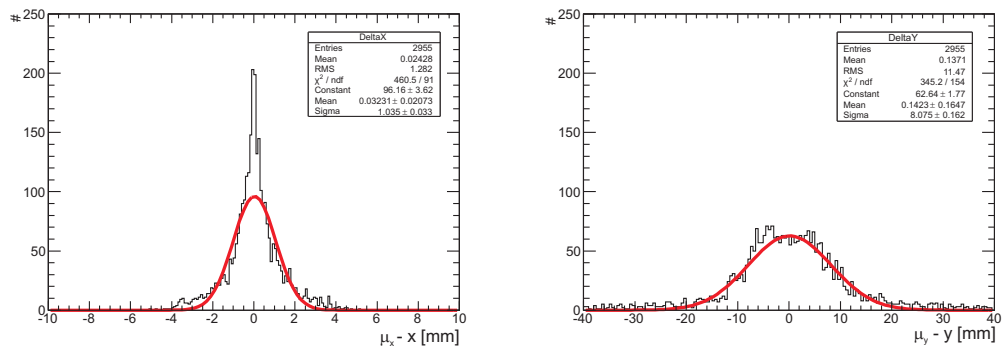 #
250
200
150
100
50
0
-10 -8 -6 -4 -2 0 2 4 6 8 10
μx - x [mm]
DeltaX
Entries 2955
Mean 0.02428
RMS 1.282
χ² / ndf 460.5 / 91
Constant 96.16 ± 3.62
Mean 0.03231 ± 0.02073
Sigma 1.035 ± 0.033
#
250
200
150
100
50
0
-40 -30 -20 -10 0 10 20 30 40
μy - y [mm]
DeltaY
Entries 2955
Mean 0.1371
RMS 11.47
χ² / ndf 345.2 / 154
Constant 62.64 ± 1.77
Mean 0.1423 ± 0.1647
Sigma 8.075 ± 0.162